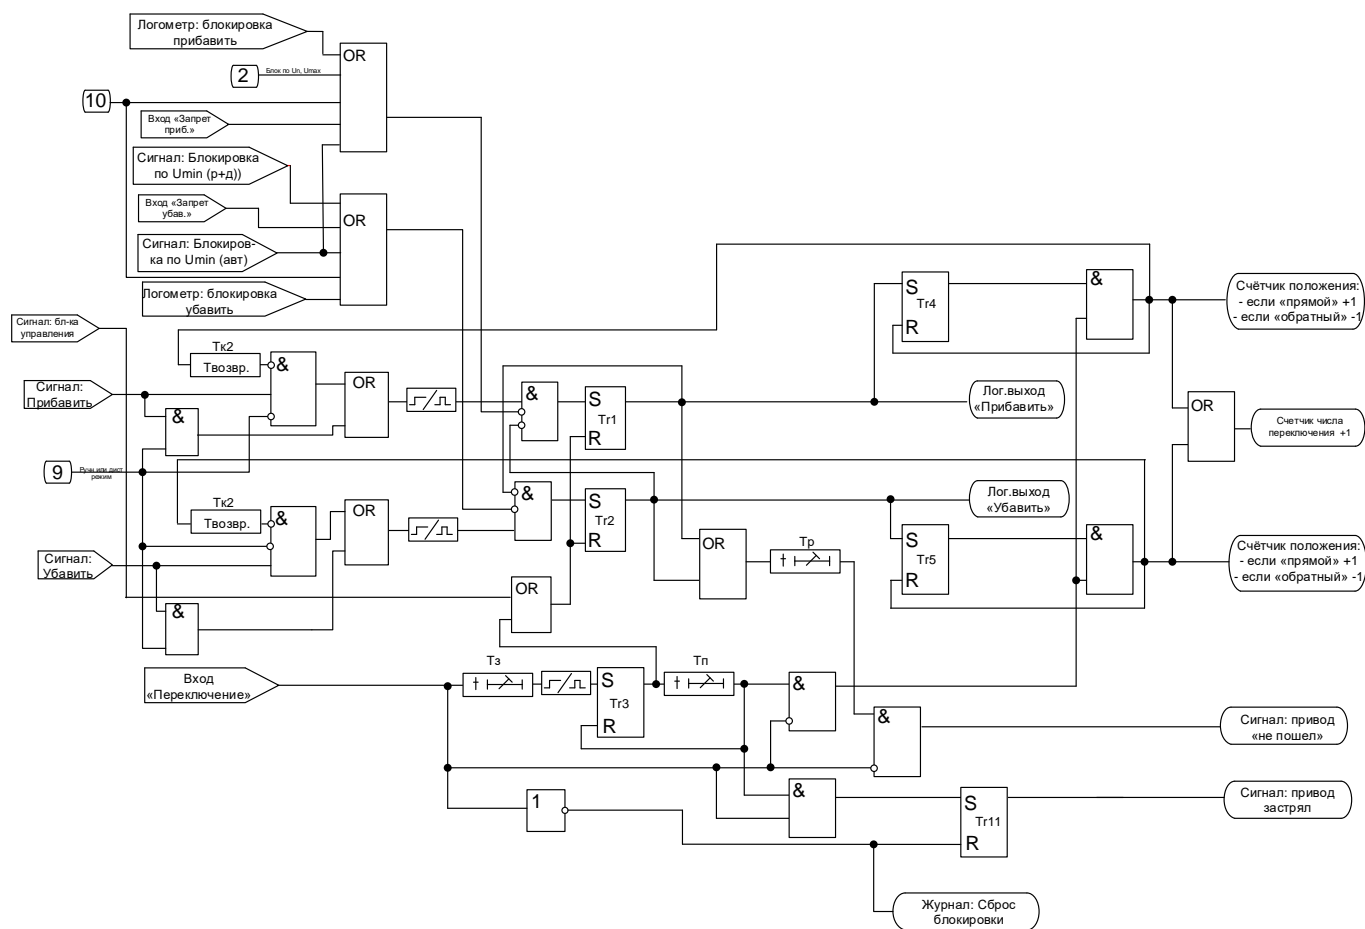 Логометр: блокировка
прибавить
OR
2
Блок по Un, Umax
10
Вход «Запрет
приб.»
Сигнал: Блокировка
по Umin (р+д))
Вход «Запрет
убав.»
OR
Сигнал: Блокиров-
ка по Umin (авт)
Логометр: блокировка
убавить
Сигнал: бл-ка
управления
Тк2
Твозвр.
&
OR
Сигнал:
Прибавить
&
9
Ручн или дист
режим
Тк2
Твозвр.
&
OR
Сигнал:
Убавить
&
&
S
Tr1
R
&
S
Tr2
R
OR
OR
Тр
S
Tr4
R
&
Счётчик положения:
- если «прямой» +1
- если «обратный» -1
Лог.выход
«Прибавить»
OR
Счетчик числа
переключения +1
Лог.выход
«Убавить»
S
Tr5
R
&
Счётчик положения:
- если «прямой» +1
- если «обратный» -1
Вход
«Переключение»
Тз
S
Tr3
R
Тп
&
&
Сигнал: привод
«не пошел»
1
&
S
Tr11
R
Сигнал: привод
застрял
Журнал: Сброс
блокировки